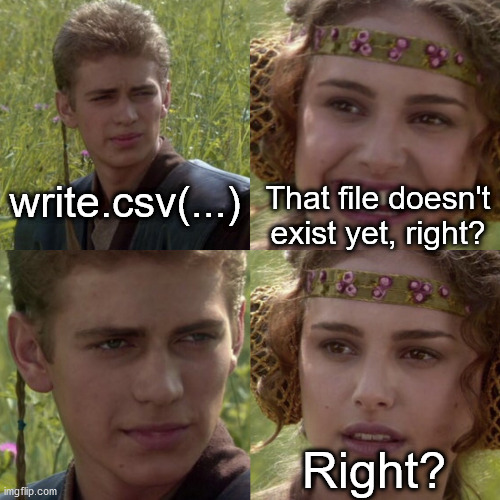 write.csv(...)
That file doesn't
exist yet, right?
Right?
imgflip.com